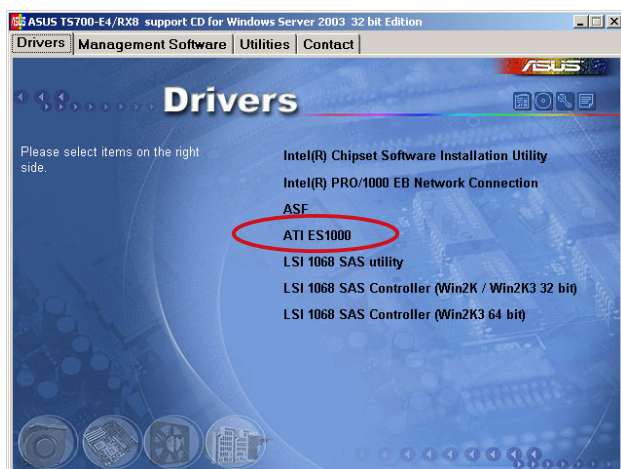 ASUS TS700-E4/RX8 support CD for Windows Server 2003 32 bit Edition
Drivers Management Software Utilities Contact
ASUS
Drivers
Please select items on the right
side.
Intel(R) Chipset Software Installation Utility
Intel(R) PRO/1000 EB Network Connection
ASF
ATI ES1000
LSI 1068 SAS utility
LSI 1068 SAS Controller (Win2K / Win2K3 32 bit)
LSI 1068 SAS Controller (Win2K3 64 bit)